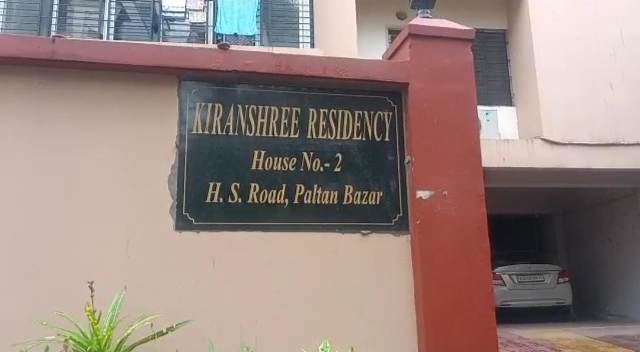 KIRANSHREE RESIDENCY
House No.- 2
H. S. Road, Paltan Bazar